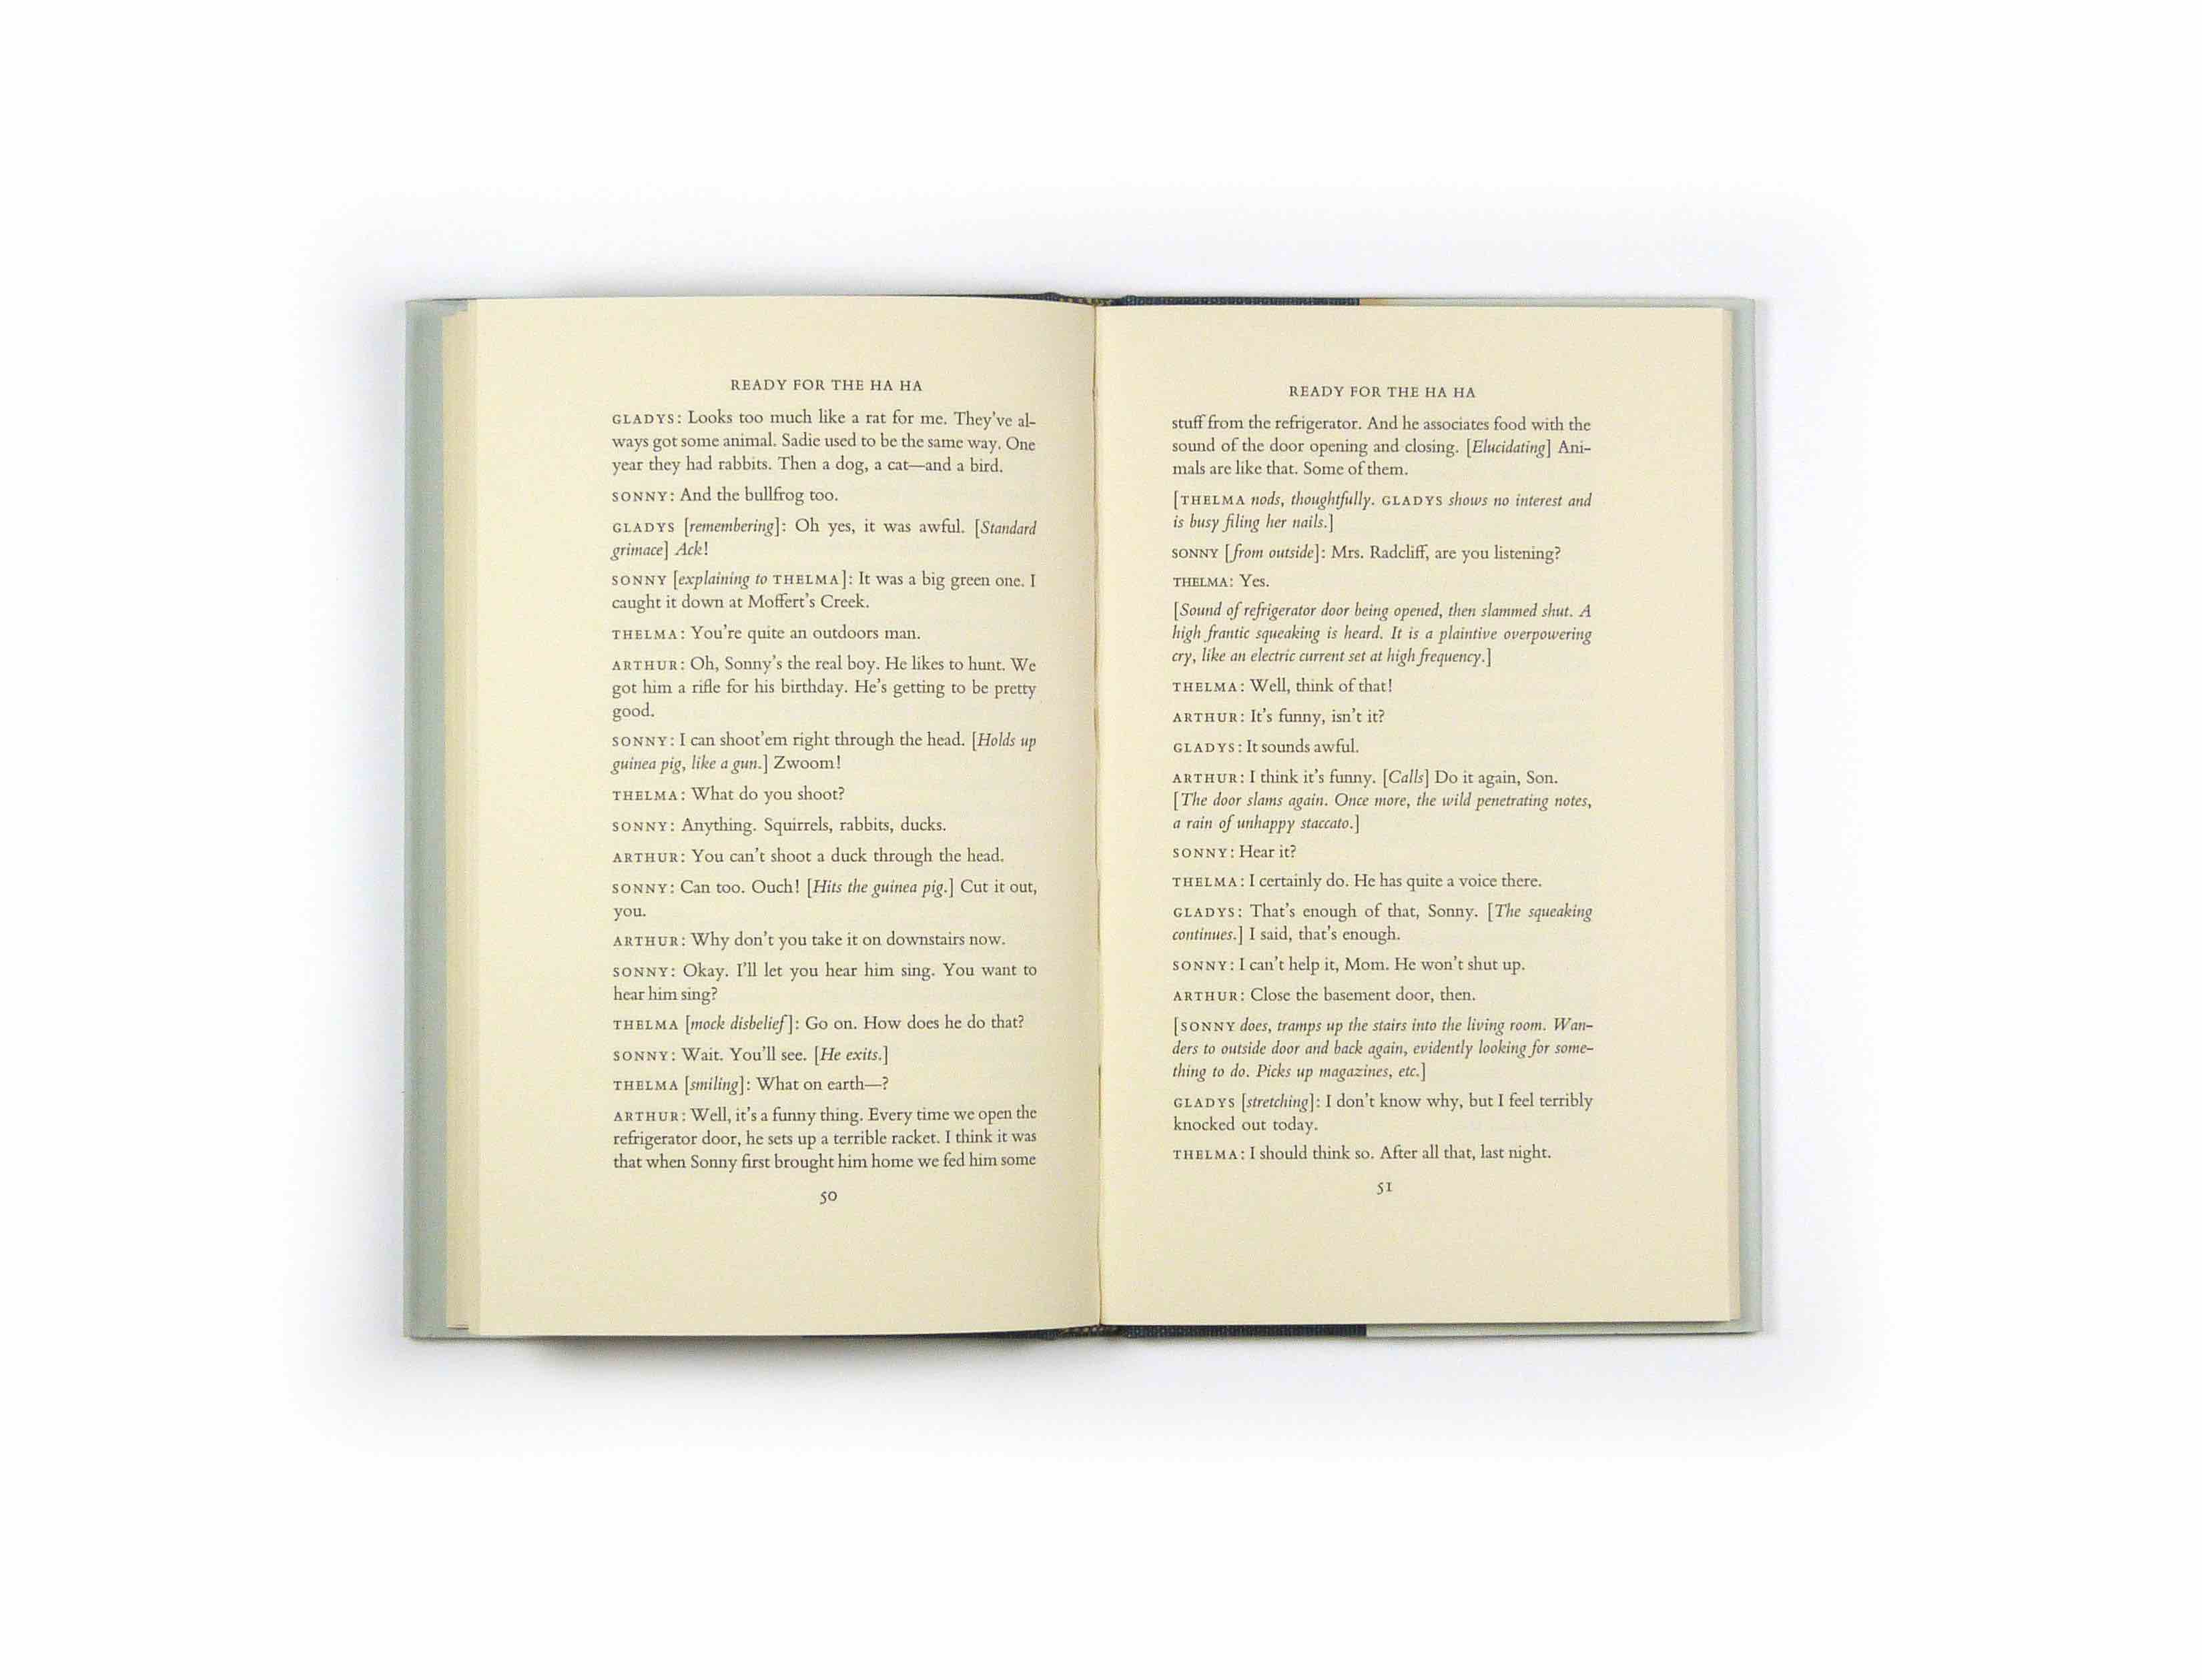 READY FOR THE HA HA
GLADYS: Looks too much like a rat for me. They've al-
ways got some animal. Sadie used to be the same way. One
year they had rabbits. Then a dog, a cat—and a bird.
SONNY: And the bullfrog too.
GLADYS [remembering]: Oh yes, it was awful. [Standard
grimace] Ack!
SONNY [explaining to THELMA]: It was a big green one. I
caught it down at Moffert's Creek.
THELMA: You're quite an outdoors man.
ARTHUR: Oh, Sonny's the real boy. He likes to hunt. We
got him a rifle for his birthday. He's getting to be pretty
good.
SONNY: I can shoot'em right through the head. [Holds up
guinea pig, like a gun.] Zwoom!
THELMA: What do you shoot?
SONNY: Anything. Squirrels, rabbits, ducks.
ARTHUR: You can't shoot a duck through the head.
SONNY: Can too. Ouch! [Hits the guinea pig.] Cut it out,
you.
ARTHUR: Why don't you take it on downstairs now.
SONNY: Okay. I'll let you hear him sing. You want to
hear him sing?
THELMA [mock disbelief]: Go on. How does he do that?
SONNY: Wait. You'll see. [He exits.]
THELMA [smiling]: What on earth—?
ARTHUR: Well, it's a funny thing. Every time we open the
refrigerator door, he sets up a terrible racket. I think it was
that when Sonny first brought him home we fed him some
50
READY FOR THE HA HA
stuff from the refrigerator. And he associates food with the
sound of the door opening and closing. [Elucidating] Ani-
mals are like that. Some of them.
[THELMA nods, thoughtfully. GLADYS shows no interest and
is busy filing her nails.]
SONNY [from outside]: Mrs. Radcliff, are you listening?
THELMA: Yes.
[Sound of refrigerator door being opened, then slammed shut. A
high frantic squeaking is heard. It is a plaintive overpowering
cry, like an electric current set at high frequency.]
THELMA: Well, think of that!
ARTHUR: It's funny, isn't it?
GLADYS: It sounds awful.
ARTHUR: I think it's funny. [Calls] Do it again, Son.
[The door slams again. Once more, the wild penetrating notes,
a rain of unhappy staccato.]
SONNY: Hear it?
THELMA: I certainly do. He has quite a voice there.
GLADYS: That's enough of that, Sonny. [The squeaking
continues.] I said, that's enough.
SONNY: I can't help it, Mom. He won't shut up.
ARTHUR: Close the basement door, then.
[SONNY does, tramps up the stairs into the living room. Wan-
ders to outside door and back again, evidently looking for some-
thing to do. Picks up magazines, etc.]
GLADYS [stretching]: I don't know why, but I feel terribly
knocked out today.
THELMA: I should think so. After all that, last night.
51